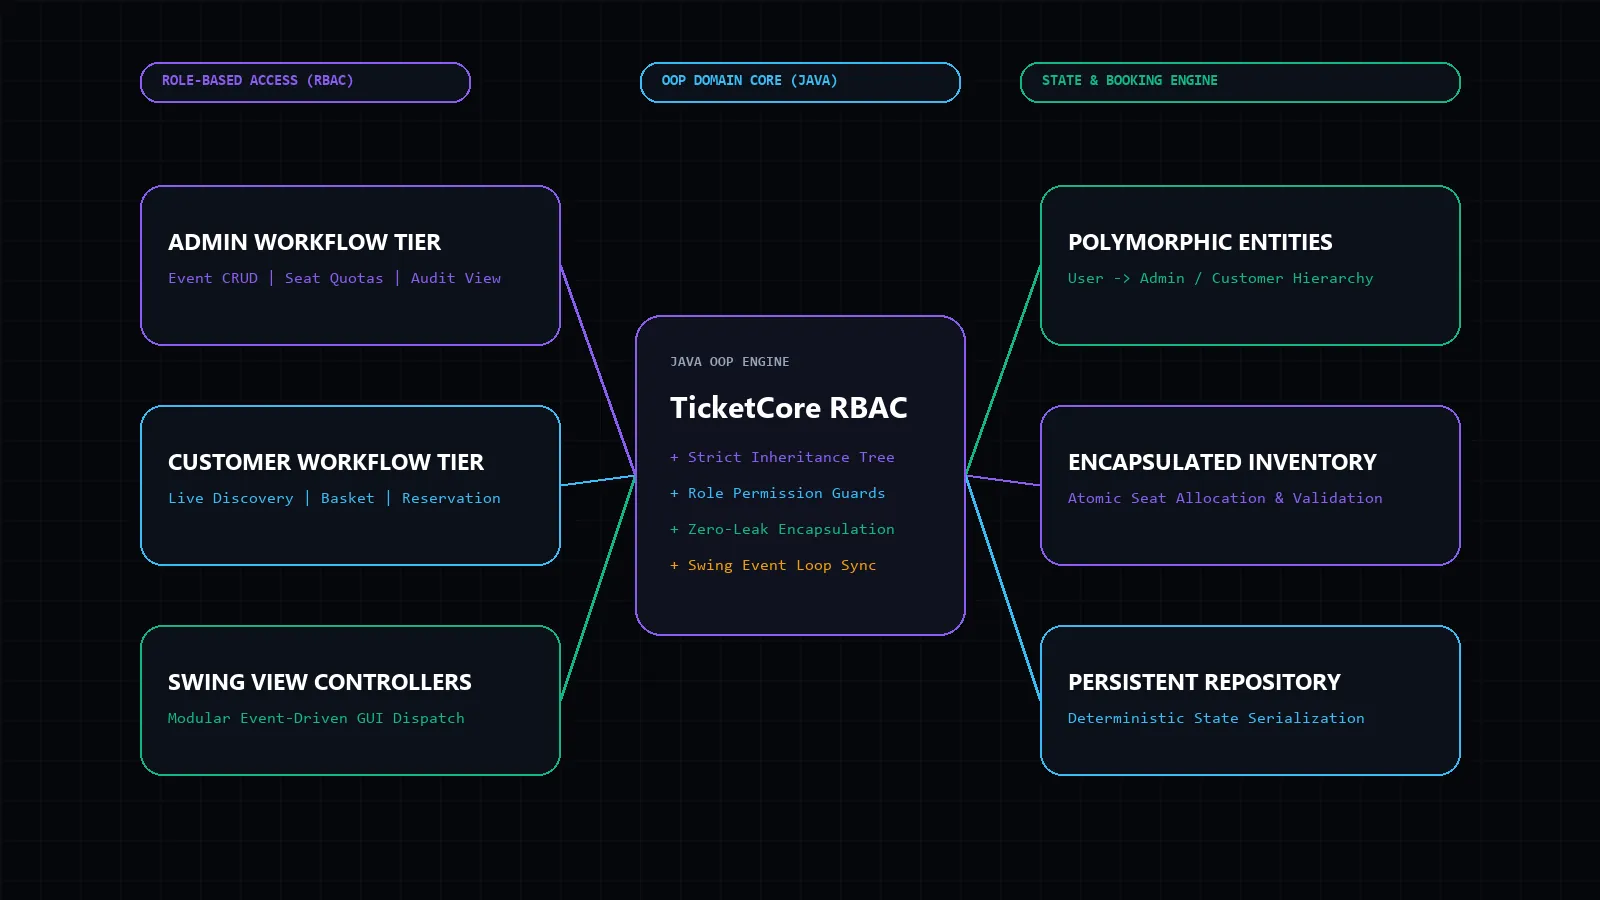 ROLE-BASED ACCESS (RBAC)
OOP DOMAIN CORE (JAVA)
STATE & BOOKING ENGINE
ADMIN WORKFLOW TIER
Event CRUD | Seat Quotas | Audit View
CUSTOMER WORKFLOW TIER
Live Discovery | Basket | Reservation
SWING VIEW CONTROLLERS
Modular Event-Driven GUI Dispatch
JAVA OOP ENGINE
TicketCore RBAC
+ Strict Inheritance Tree
+ Role Permission Guards
+ Zero-Leak Encapsulation
+ Swing Event Loop Sync
POLYMORPHIC ENTITIES
User -> Admin / Customer Hierarchy
ENCAPSULATED INVENTORY
Atomic Seat Allocation & Validation
PERSISTENT REPOSITORY
Deterministic State Serialization